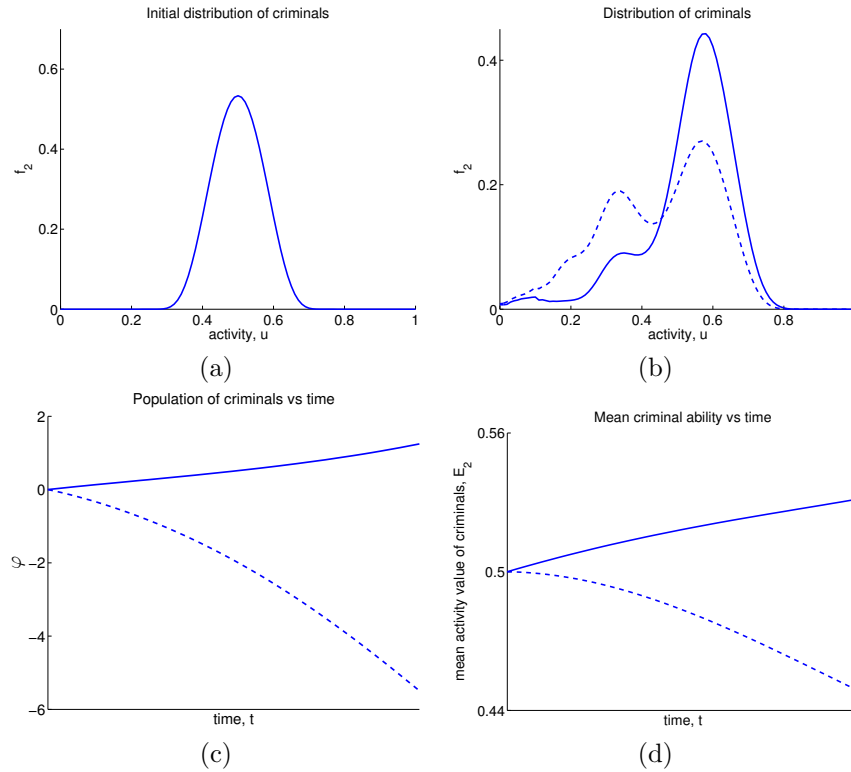 Initial distribution of criminals
0.6
0.4
0.2
0
f2
0 0.2 0.4 0.6 0.8 1
activity, u
(a)
Distribution of criminals
0.4
0.2
0
f2
0 0.2 0.4 0.6 0.8
activity, u
(b)
Population of criminals vs time
2
0
−2
−4
−6
φ
time, t
(c)
Mean criminal ability vs time
0.56
0.5
0.44
mean activity value of criminals, E2
time, t
(d)